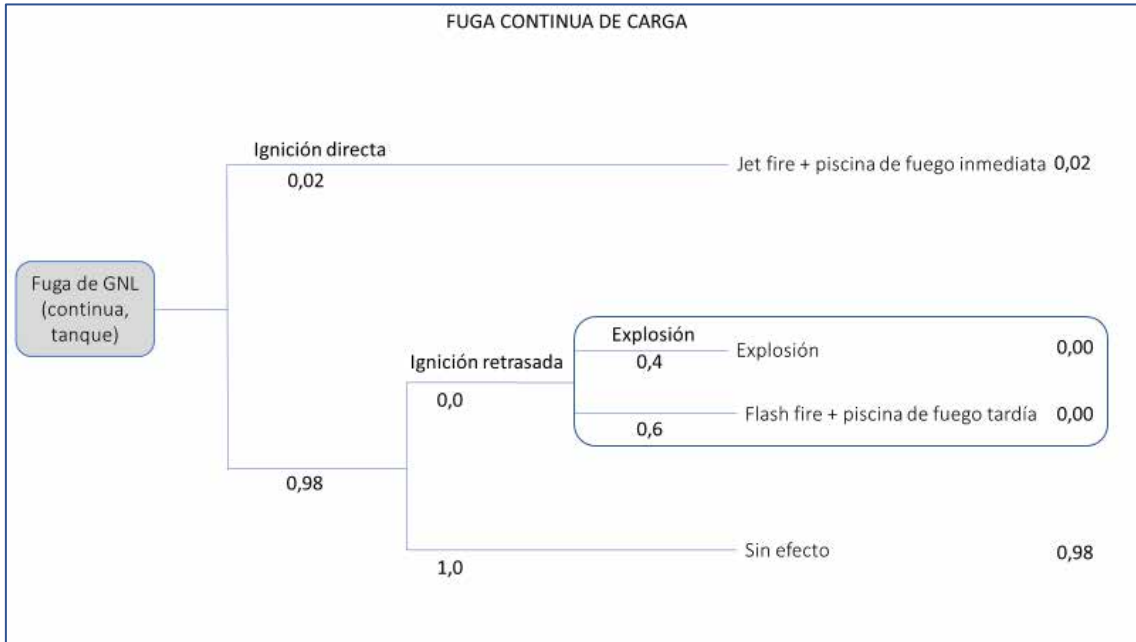 FUGA CONTINUA DE CARGA
Ignición directa
0,02
Jet fire + piscina de fuego inmediata 0,02
Fuga de GNL
(continua,
tanque)
Explosión
0,4
Explosión 0,00
Ignición retrasada
0,0
Flash fire + piscina de fuego tardía 0,00
0,6
0,98
Sin efecto 0,98
1,0